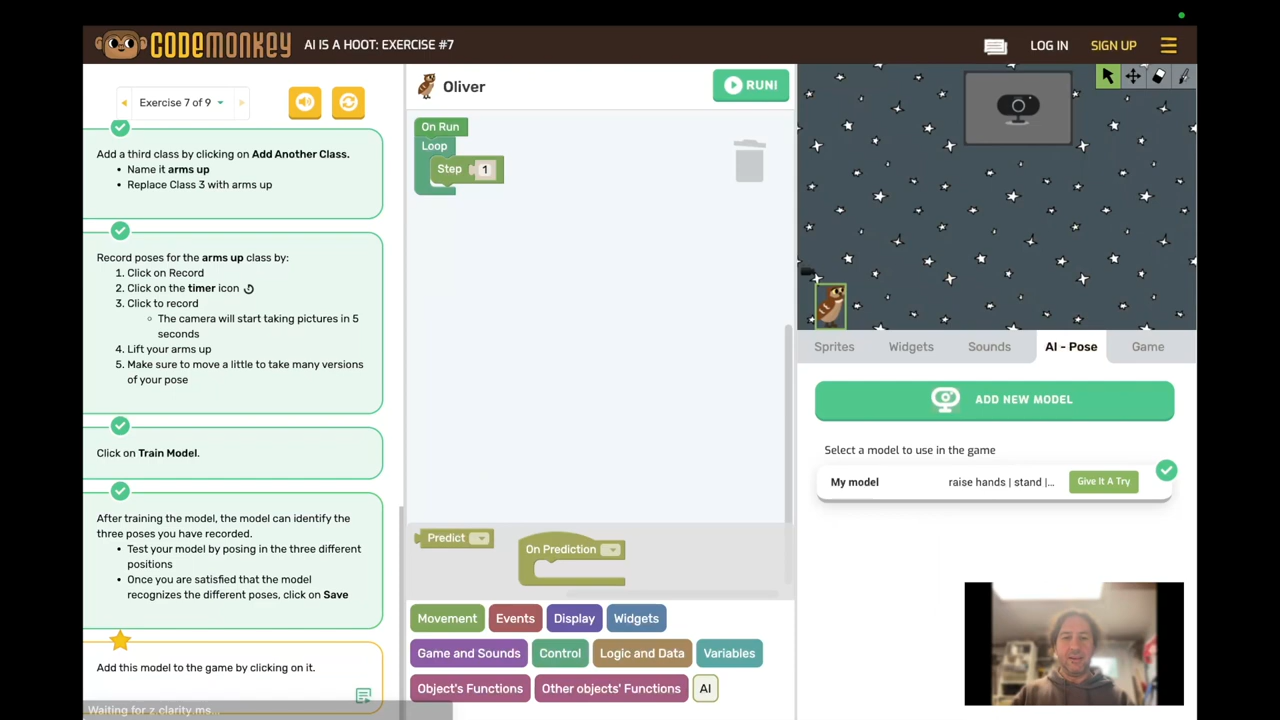 CODEMONKEY
AI IS A HOOT: EXERCISE #7
LOG IN
SIGN UP
Exercise 7 of 9
Add a third class by clicking on Add Another Class.
Name it arms up
Replace Class 3 with arms up
Record poses for the arms up class by:
1. Click on Record
2. Click on the timer icon
3. Click to record
The camera will start taking pictures in 5
seconds
4. Lift your arms up
5. Make sure to move a little to take many versions
of your pose
Click on Train Model.
After training the model, the model can identify the
three poses you have recorded.
Test your model by posing in the three different
positions
Once you are satisfied that the model
recognizes the different poses, click on Save
Add this model to the game by clicking on it.
Waiting for z.clarity.ms...
Oliver
RUN!
On Run
Loop
Step 1
Predict
On Prediction
Movement
Events
Display
Widgets
Game and Sounds
Control
Logic and Data
Variables
Object's Functions
Other objects' Functions
AI
Sprites
Widgets
Sounds
AI - Pose
Game
ADD NEW MODEL
Select a model to use in the game
My model
raise hands | stand |...
Give It A Try